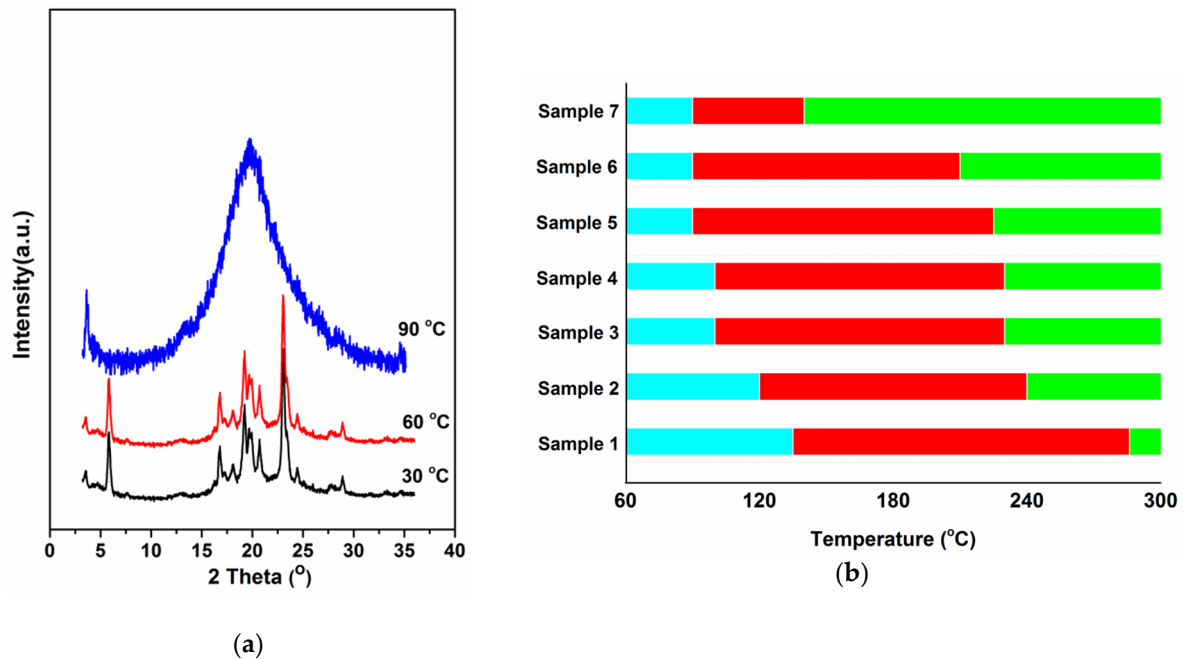 Intensity(a.u.)
90 °C
60 °C
30 °C
0 5 10 15 20 25 30 35 40
2 Theta (°)
(a)
Sample 7
Sample 6
Sample 5
Sample 4
Sample 3
Sample 2
Sample 1
60 120 180 240 300
Temperature (°C)
(b)